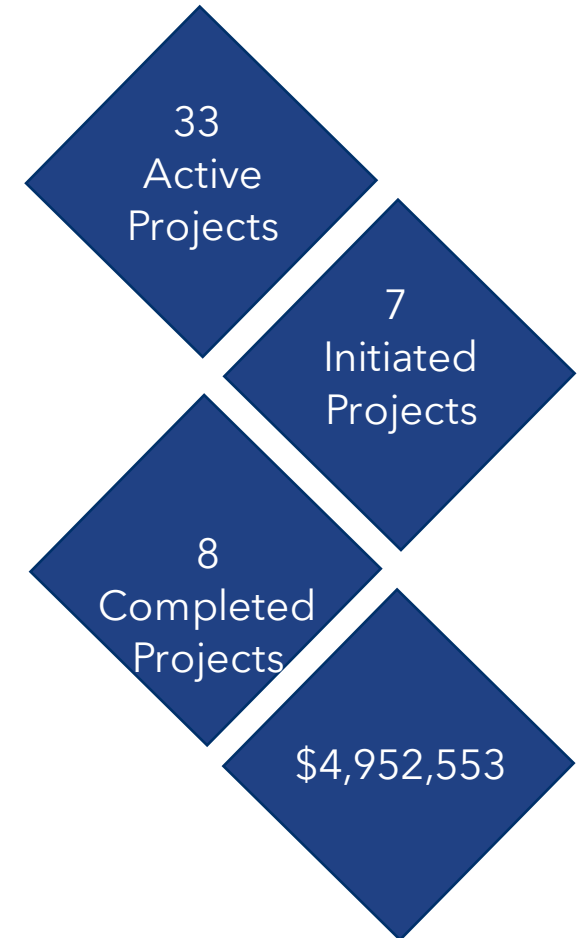 33
Active
Projects
7
Initiated
Projects
8
Completed
Projects
$4,952,553